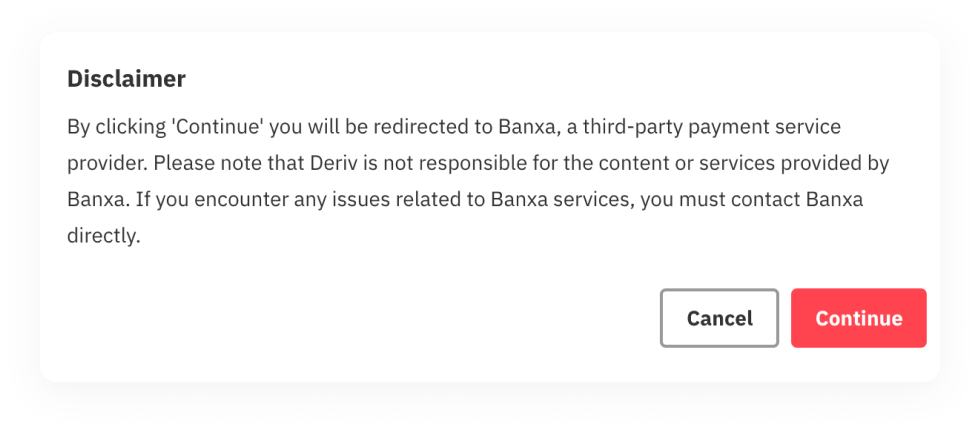 Disclaimer
By clicking 'Continue' you will be redirected to Banxa, a third-party payment service
provider. Please note that Deriv is not responsible for the content or services provided by
Banxa. If you encounter any issues related to Banxa services, you must contact Banxa
directly.
Cancel
Continue